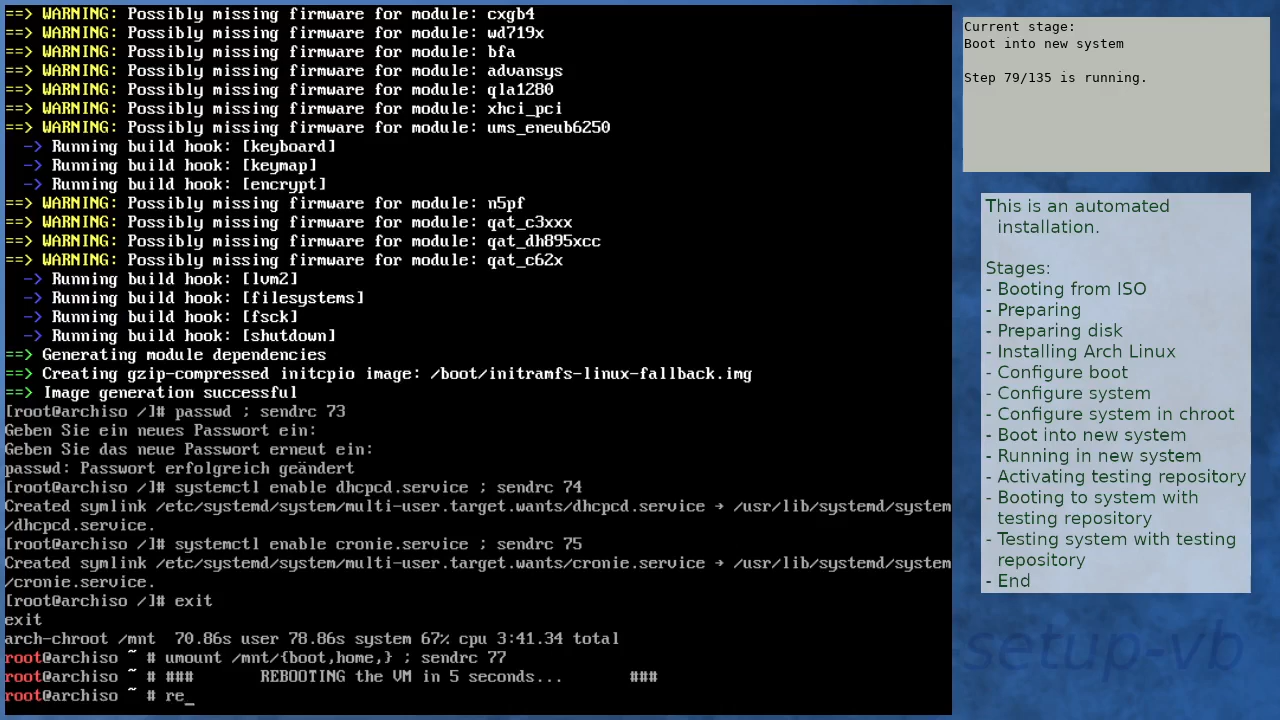 ==> WARNING: Possibly missing firmware for module: cxgb4
==> WARNING: Possibly missing firmware for module: wd719x
==> WARNING: Possibly missing firmware for module: bfa
==> WARNING: Possibly missing firmware for module: advansys
==> WARNING: Possibly missing firmware for module: qla1280
==> WARNING: Possibly missing firmware for module: xhci_pci
==> WARNING: Possibly missing firmware for module: ums_eneub6250
-> Running build hook: [keyboard]
-> Running build hook: [keymap]
-> Running build hook: [encrypt]
==> WARNING: Possibly missing firmware for module: n5pf
==> WARNING: Possibly missing firmware for module: qat_c3xxx
==> WARNING: Possibly missing firmware for module: qat_dh895xcc
==> WARNING: Possibly missing firmware for module: qat_c62x
-> Running build hook: [lvm2]
-> Running build hook: [filesystems]
-> Running build hook: [fsck]
-> Running build hook: [shutdown]
==> Generating module dependencies
==> Creating gzip-compressed initcpio image: /boot/initramfs-linux-fallback.img
==> Image generation successful
[root@archiso /]# passwd ; sendrc 73
Geben Sie ein neues Passwort ein:
Geben Sie das neue Passwort erneut ein:
passwd: Passwort erfolgreich geändert
[root@archiso /]# systemctl enable dhcpcd.service ; sendrc 74
Created symlink /etc/systemd/system/multi-user.target.wants/dhcpcd.service → /usr/lib/systemd/system
/dhcpcd.service.
[root@archiso /]# systemctl enable cronie.service ; sendrc 75
Created symlink /etc/systemd/system/multi-user.target.wants/cronie.service → /usr/lib/systemd/system
/cronie.service.
[root@archiso /]# exit
exit
arch-chroot /mnt  70.86s user 78.86s system 67% cpu 3:41.34 total
root@archiso ~ # umount /mnt/{boot,home,} ; sendrc 77
root@archiso ~ # ###       REBOOTING the VM in 5 seconds...       ###
root@archiso ~ # re_
Current stage:
Boot into new system
Step 79/135 is running.
This is an automated
installation.
Stages:
- Booting from ISO
- Preparing
- Preparing disk
- Installing Arch Linux
- Configure boot
- Configure system
- Configure system in chroot
- Boot into new system
- Running in new system
- Activating testing repository
- Booting to system with
testing repository
- Testing system with testing
repository
- End
setup-vb